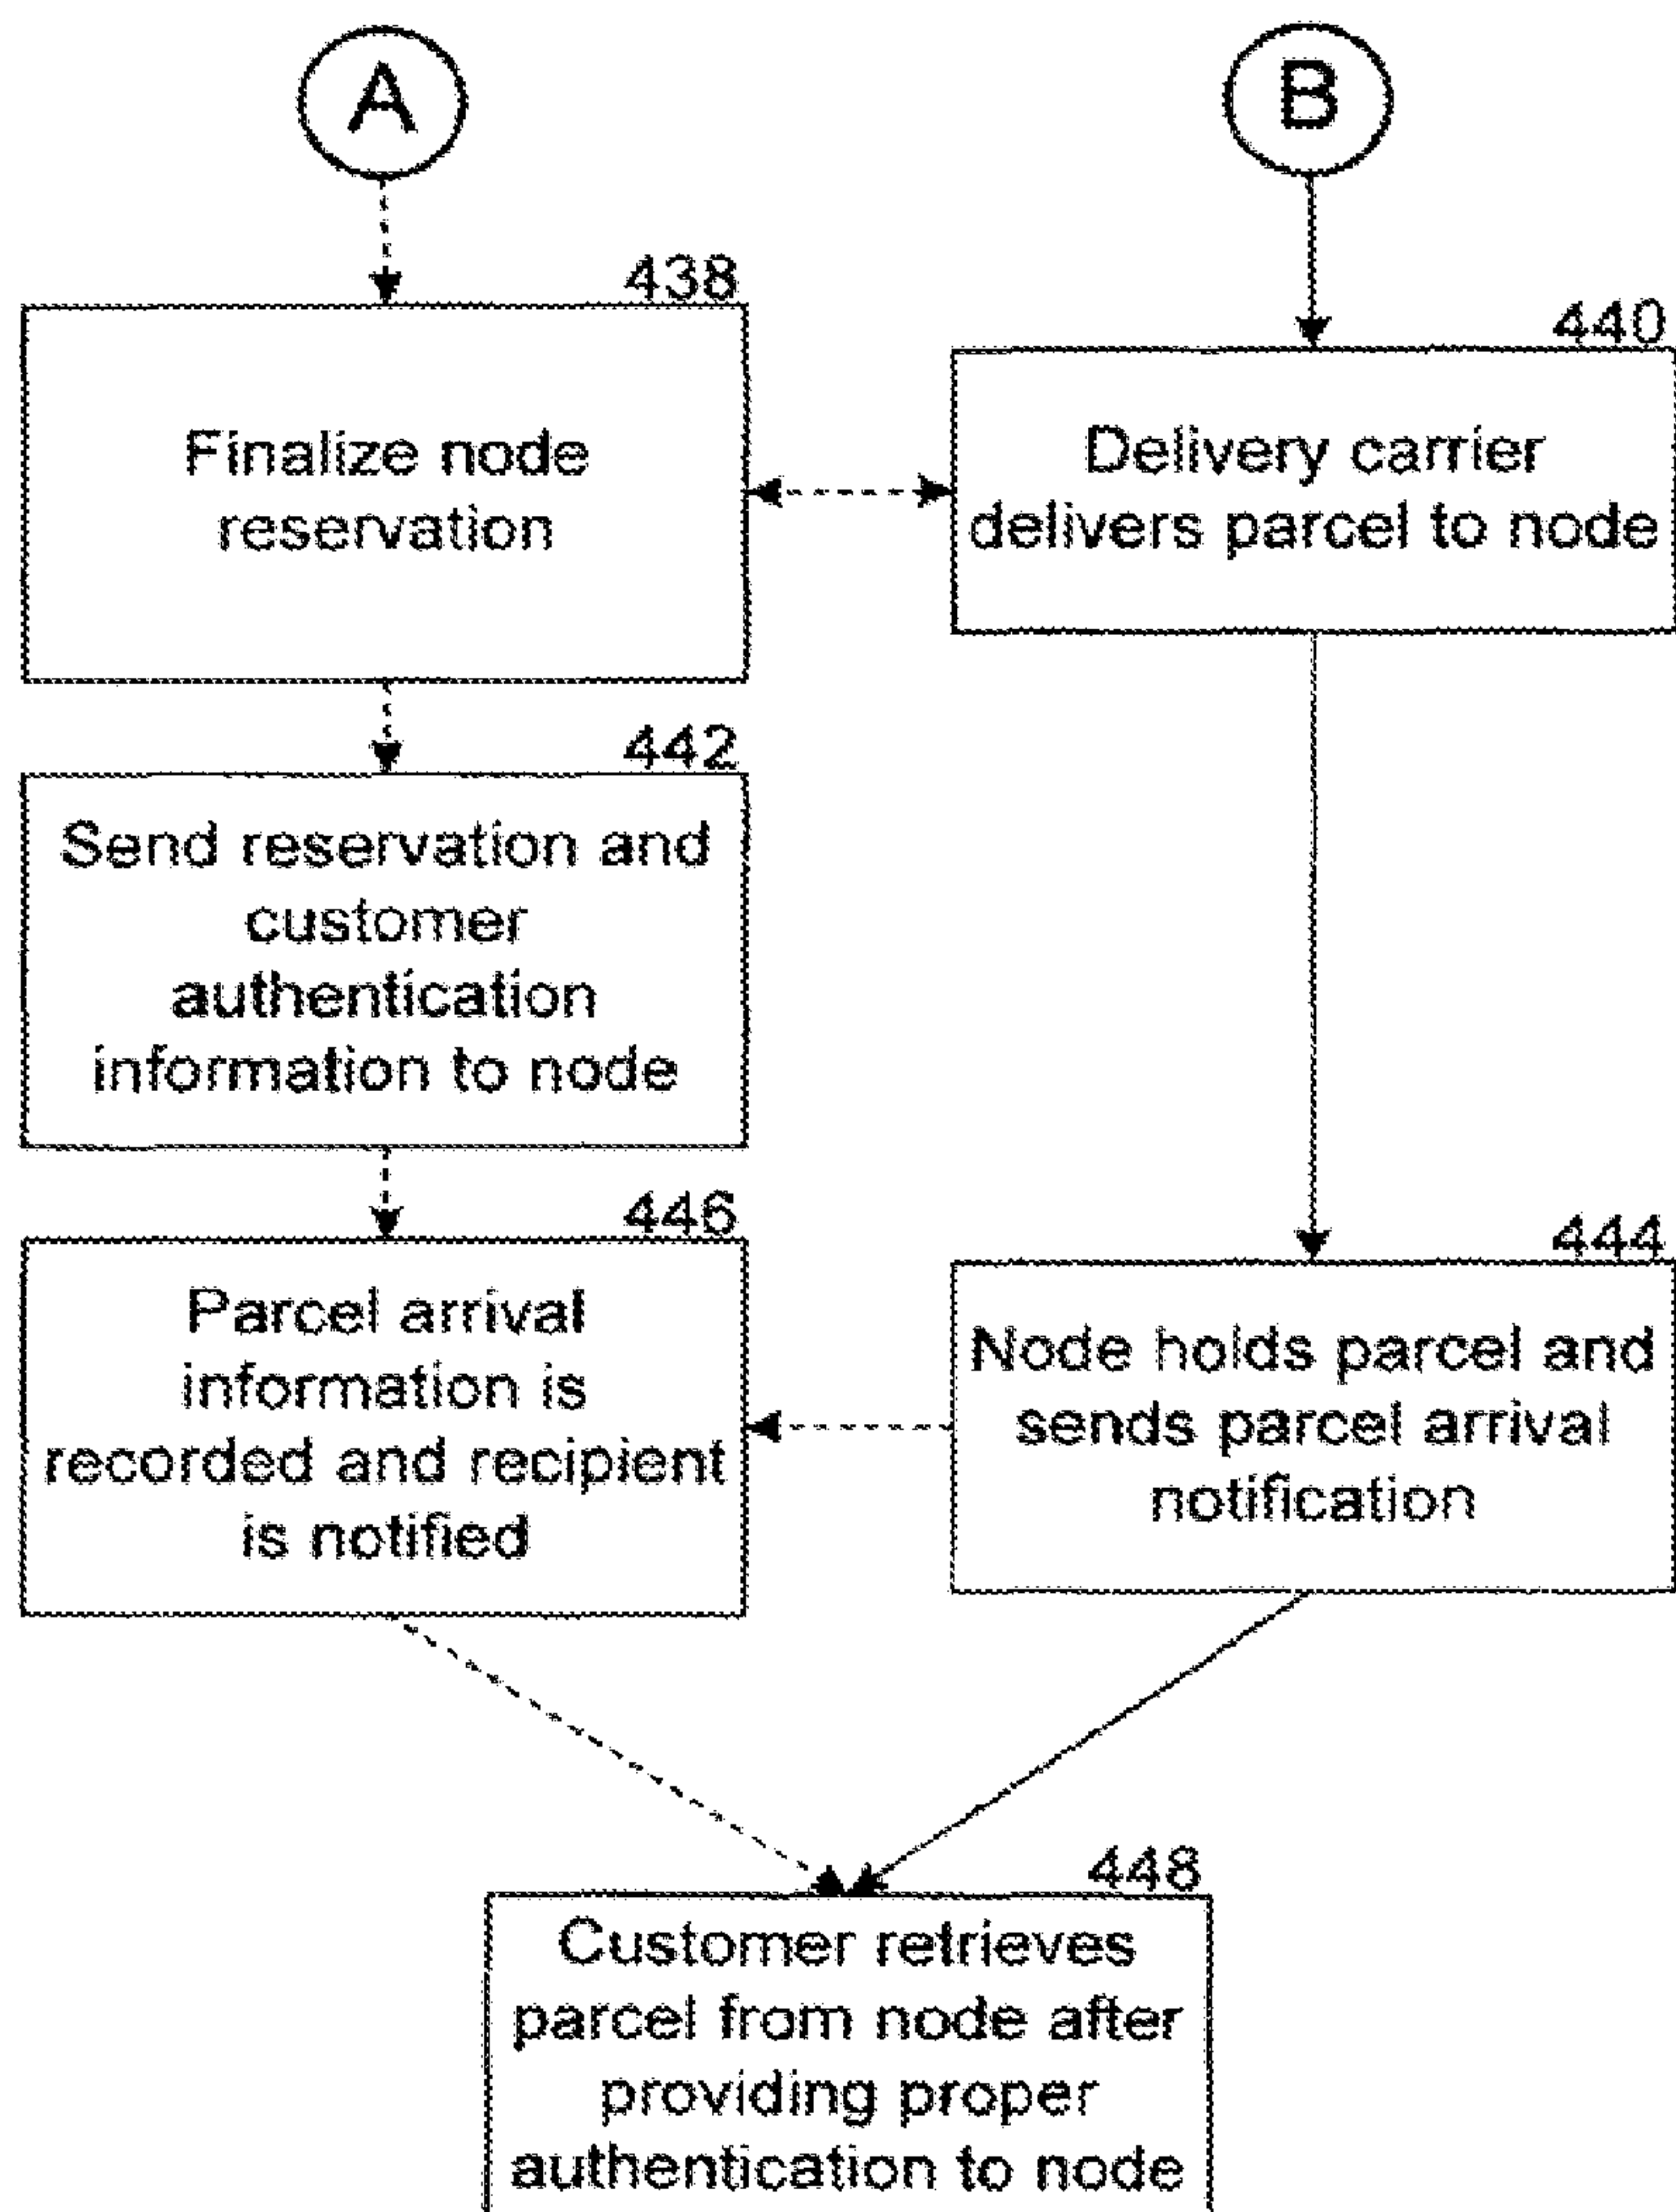 A
B
438
Finalize node
reservation
440
Delivery carrier
delivers parcel to node
442
Send reservation and
customer
authentication
information to node
446
Parcel arrival
information is
recorded and recipient
is notified
444
Node holds parcel and
sends parcel arrival
notification
448
Customer retrieves
parcel from node after
providing proper
authentication to node